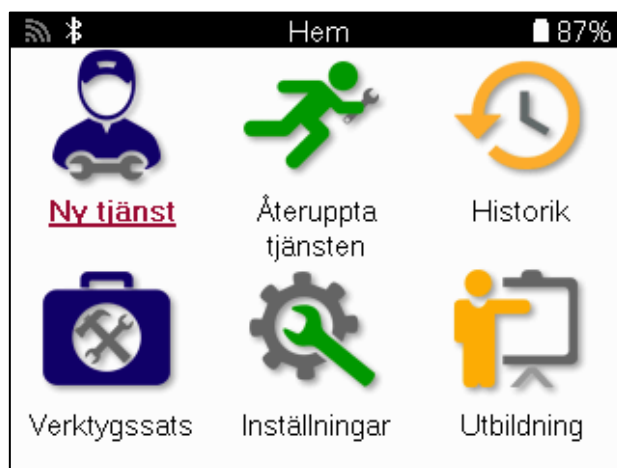 Hem 87%
Ny tjänst
Återuppta
tjänsten
Historik
Verktygssats
Inställningar
Utbildning